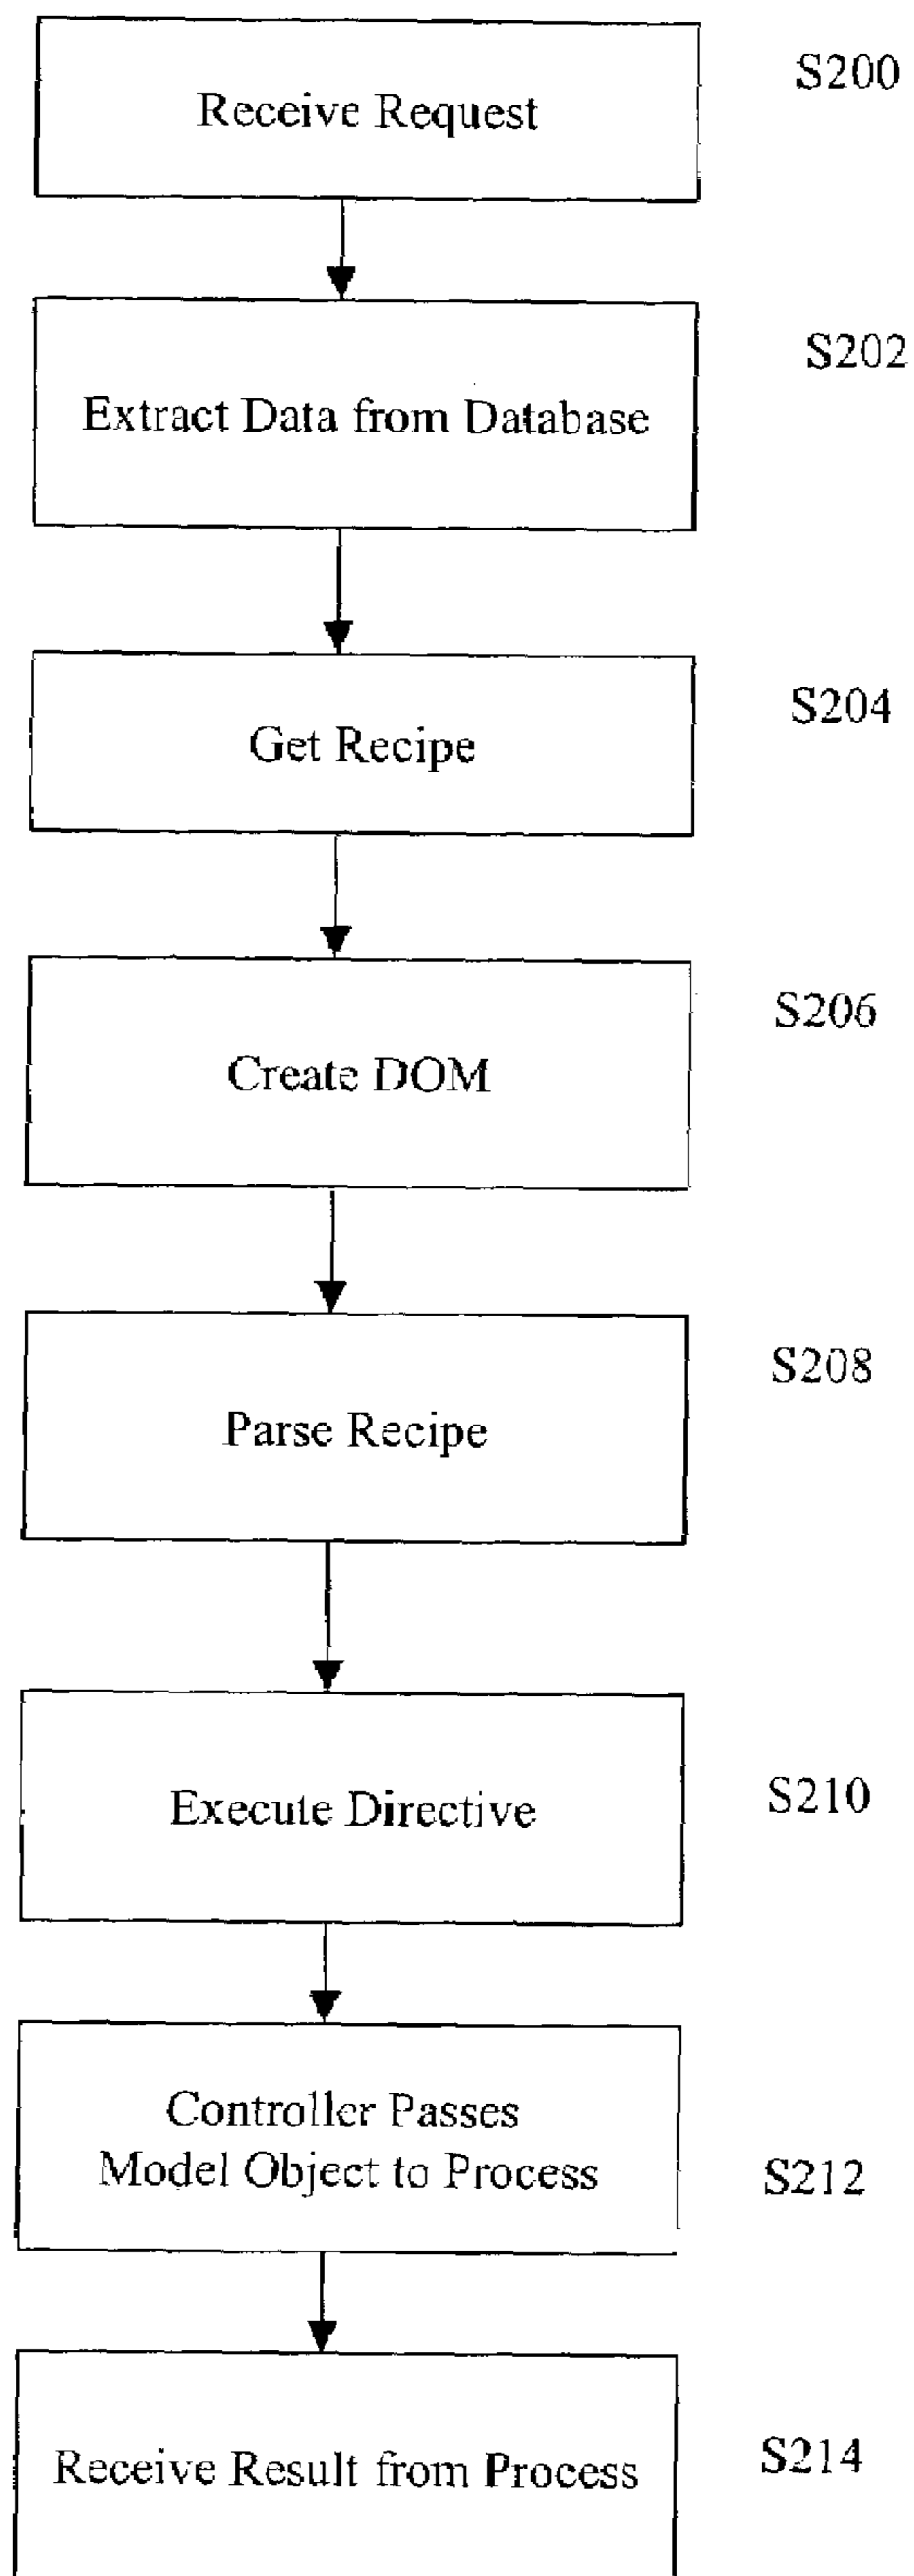 Receive Request
S200
Extract Data from Database
S202
Get Recipe
S204
Create DOM
S206
Parse Recipe
S208
Execute Directive
S210
Controller Passes
Model Object to Process
S212
Receive Result from Process
S214